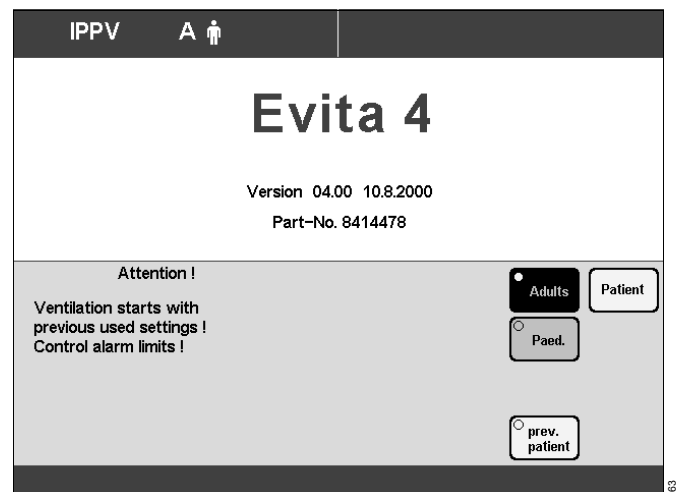 IPPV A
Evita 4
Version 04.00 10.8.2000
Part-No. 8414478
Attention !
Ventilation starts with
previous used settings !
Control alarm limits !
Adults
Patient
Paed.
prev.
patient
63